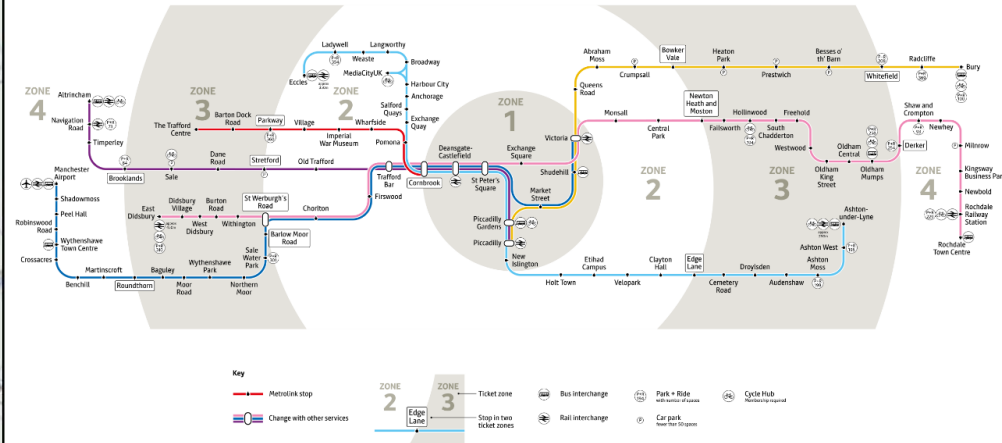 Ladywell
Langworthy
Weaste
Broadway
Eccles
MediaCityUK
Harbour City
Anchorage
Salford
Quays
Exchange
Quay
ZONE
4
ZONE
3
ZONE
2
ZONE
1
Altrincham
Navigation
Road
Timperley
The Trafford
Centre
Barton Dock
Road
Parkway
Village
Imperial
War Museum
Wharfside
Pomona
Brooklands
Sale
Dane
Road
Stretford
Old Trafford
Trafford
Bar
Cornbrook
Deansgate-
Castlefield
St Peter's
Square
Exchange
Square
Victoria
Shudehill
Market
Street
Piccadilly
Gardens
Piccadilly
New
Islington
Firswood
Chorlton
St Werburgh's
Road
Barlow Moor
Road
Withington
Burton
Road
West
Didsbury
Didsbury
Village
East
Didsbury
Sale
Water
Park
Northern
Moor
Wythenshawe
Park
Moor
Road
Baguley
Roundthorn
Martinscroft
Benchill
Crossacres
Wythenshawe
Town Centre
Robinswood
Road
Peel Hall
Shadowmoss
Manchester
Airport
Abraham
Moss
Queens
Road
Crumpsall
Bowker
Vale
Heaton
Park
Prestwich
Besses o'
th' Barn
Whitefield
Radcliffe
Bury
Monsall
Central
Park
Newton
Heath and
Moston
Failsworth
Hollinwood
South
Chadderton
Freehold
Westwood
Oldham
King
Street
Oldham
Central
Oldham
Mumps
Derker
Shaw and
Crompton
Newhey
Milnrow
Kingsway
Business Par
Newbold
Rochdale
Railway
Station
Rochdale
Town Centre
ZONE
2
ZONE
3
ZONE
4
Holt Town
Etihad
Campus
Velopark
Clayton
Hall
Edge
Lane
Cemetery
Road
Droylsden
Audenshaw
Ashton
Moss
Ashton West
Ashton-
under-Lyne
Key
Metrolink stop
Change with other services
ZONE
2
ZONE
3
Edge
Lane
Ticket zone
Stop in two
ticket zones
Bus interchange
Rail interchange
Park + Ride
with number of spaces
Car park
fewer than 50 spaces
Cycle Hub
Membership required